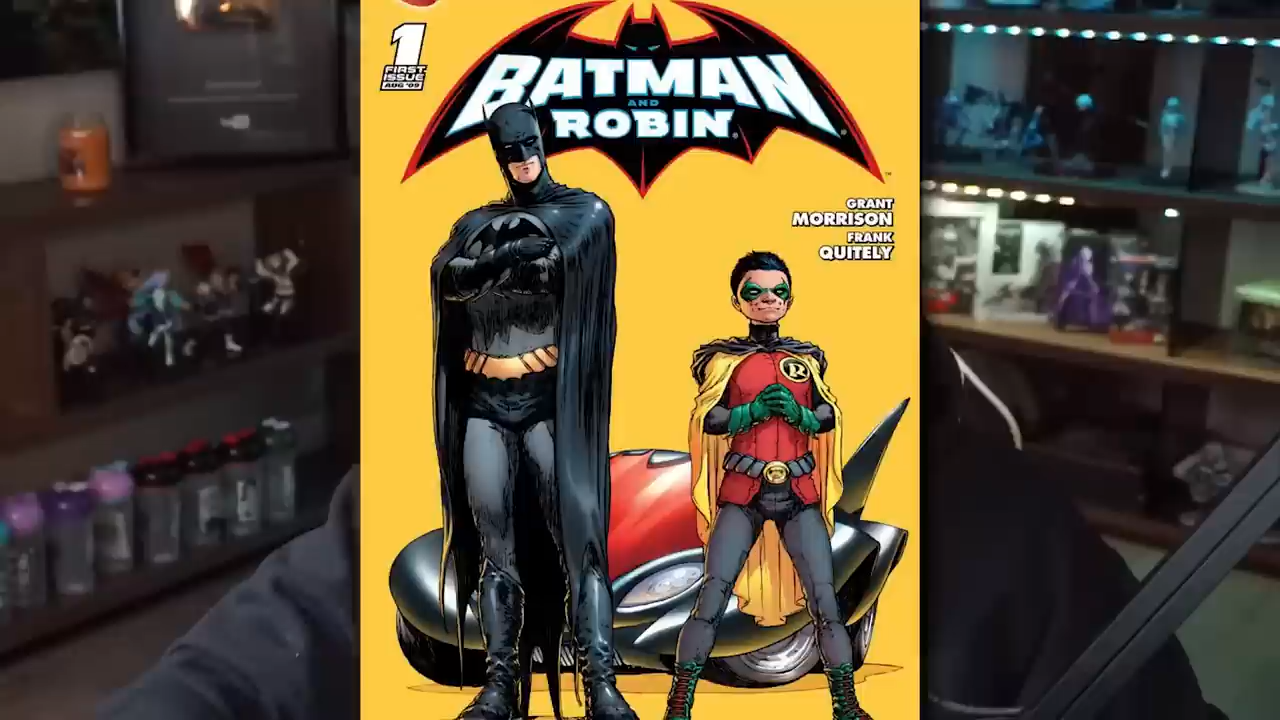 1
FIRST
ISSUE
AUG '09
BATMAN
AND
ROBIN
GRANT
MORRISON
FRANK
QUITELY
R